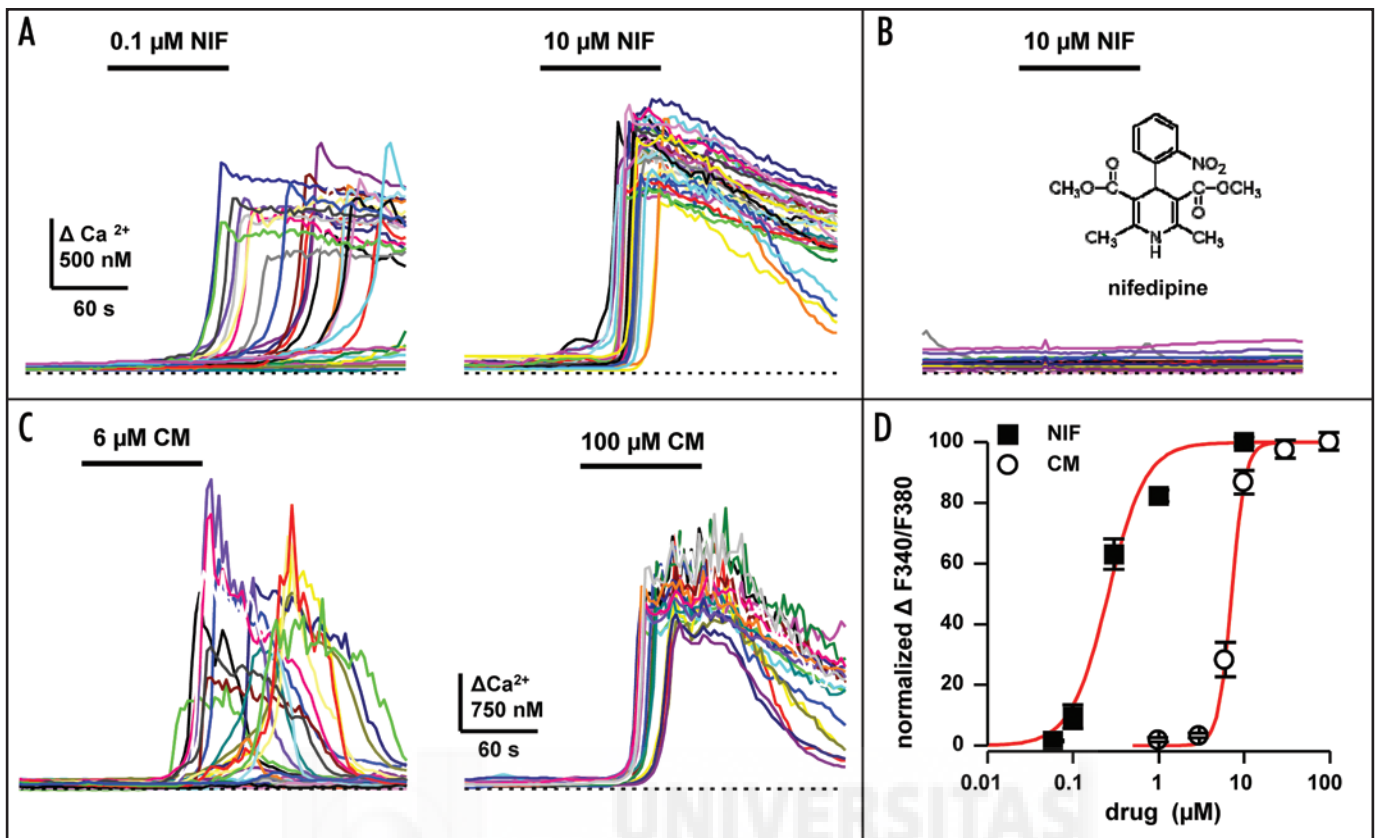 A
0.1 µM NIF
10 µM NIF
Δ Ca 2+
500 nM
60 s
B
10 µM NIF
NO2
O
CH3O
OCH3
O
CH3
N
H
CH3
nifedipine
C
6 µM CM
100 µM CM
ΔCa2+
750 nM
60 s
D
NIF
CM
100
80
60
40
20
0
normalized Δ F340/F380
0.01
0.1
1
10
100
drug (µM)
UNIVERSITAS